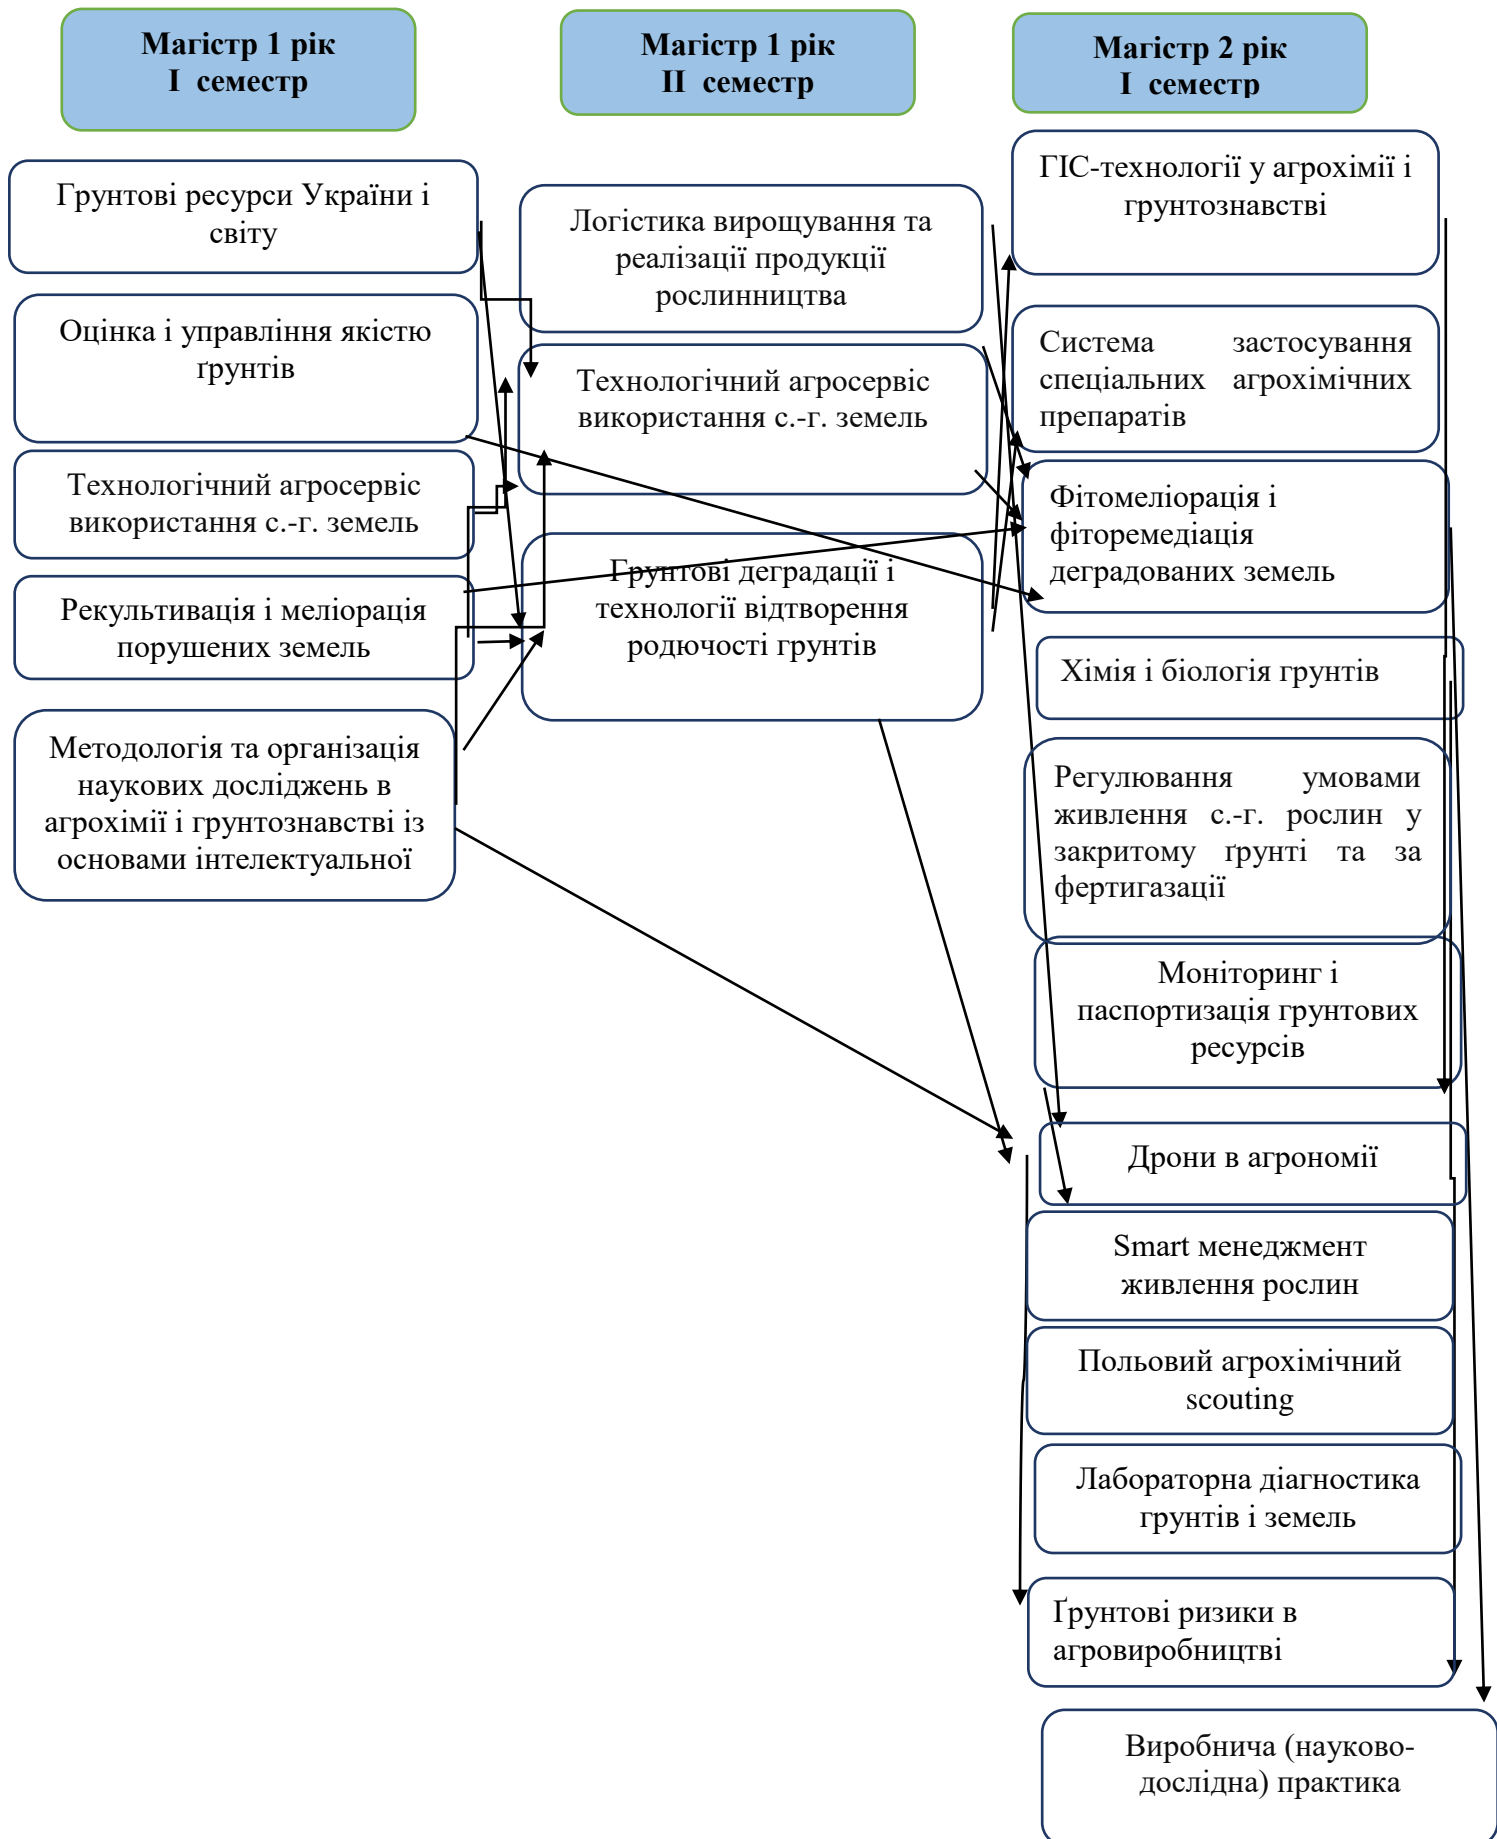 Магістр 1 рік
І семестр
Магістр 1 рік
ІІ семестр
Магістр 2 рік
І семестр
Грунтові ресурси України і
світу
Оцінка і управління якістю
ґрунтів
Технологічний агросервіс
використання с.-г. земель
Рекультивація і меліорація
порушених земель
Методологія та організація
наукових досліджень в
агрохімії і грунтознавстві із
основами інтелектуальної
Логістика вирощування та
реалізації продукції
рослинництва
Технологічний агросервіс
використання с.-г. земель
Грунтові деградації і
технології відтворення
родючості грунтів
ГІС-технології у агрохімії і
грунтознавстві
Система застосування
спеціальних агрохімічних
препаратів
Фітомеліорація і
фіторемедіація
деградованих земель
Хімія і біологія грунтів
Регулювання умовами
живлення с.-г. рослин у
закритому ґрунті та за
фертигазації
Моніторинг і
паспортизація грунтових
ресурсів
Дрони в агрономії
Smart менеджмент
живлення рослин
Польовий агрохімічний
scouting
Лабораторна діагностика
грунтів і земель
Ґрунтові ризики в
агровиробництві
Виробнича (науково-
дослідна) практика